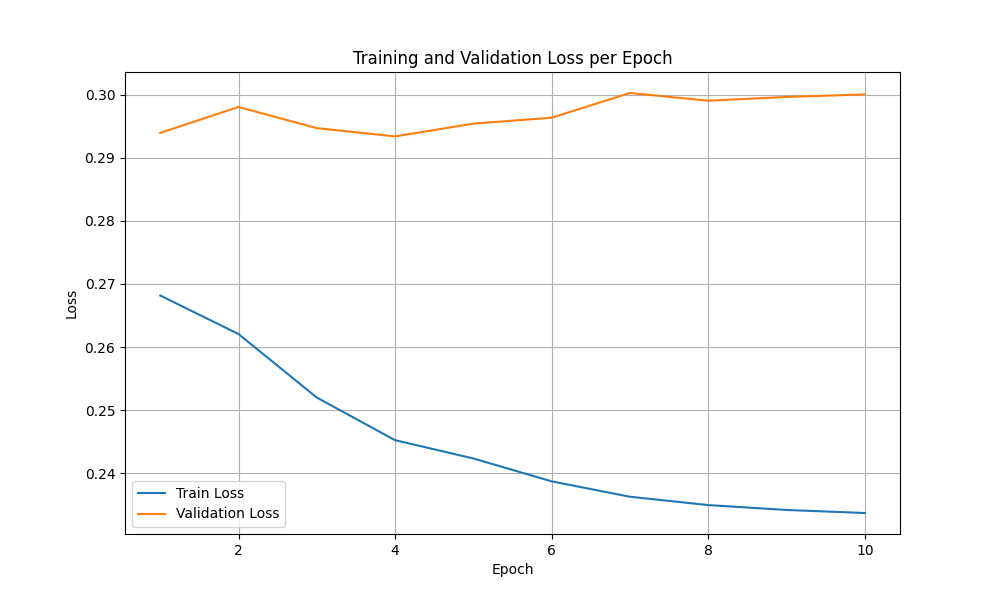 Training and Validation Loss per Epoch
0.30
0.29
0.28
0.27
0.26
0.25
0.24
Loss
Train Loss
Validation Loss
2 4 6 8 10
Epoch